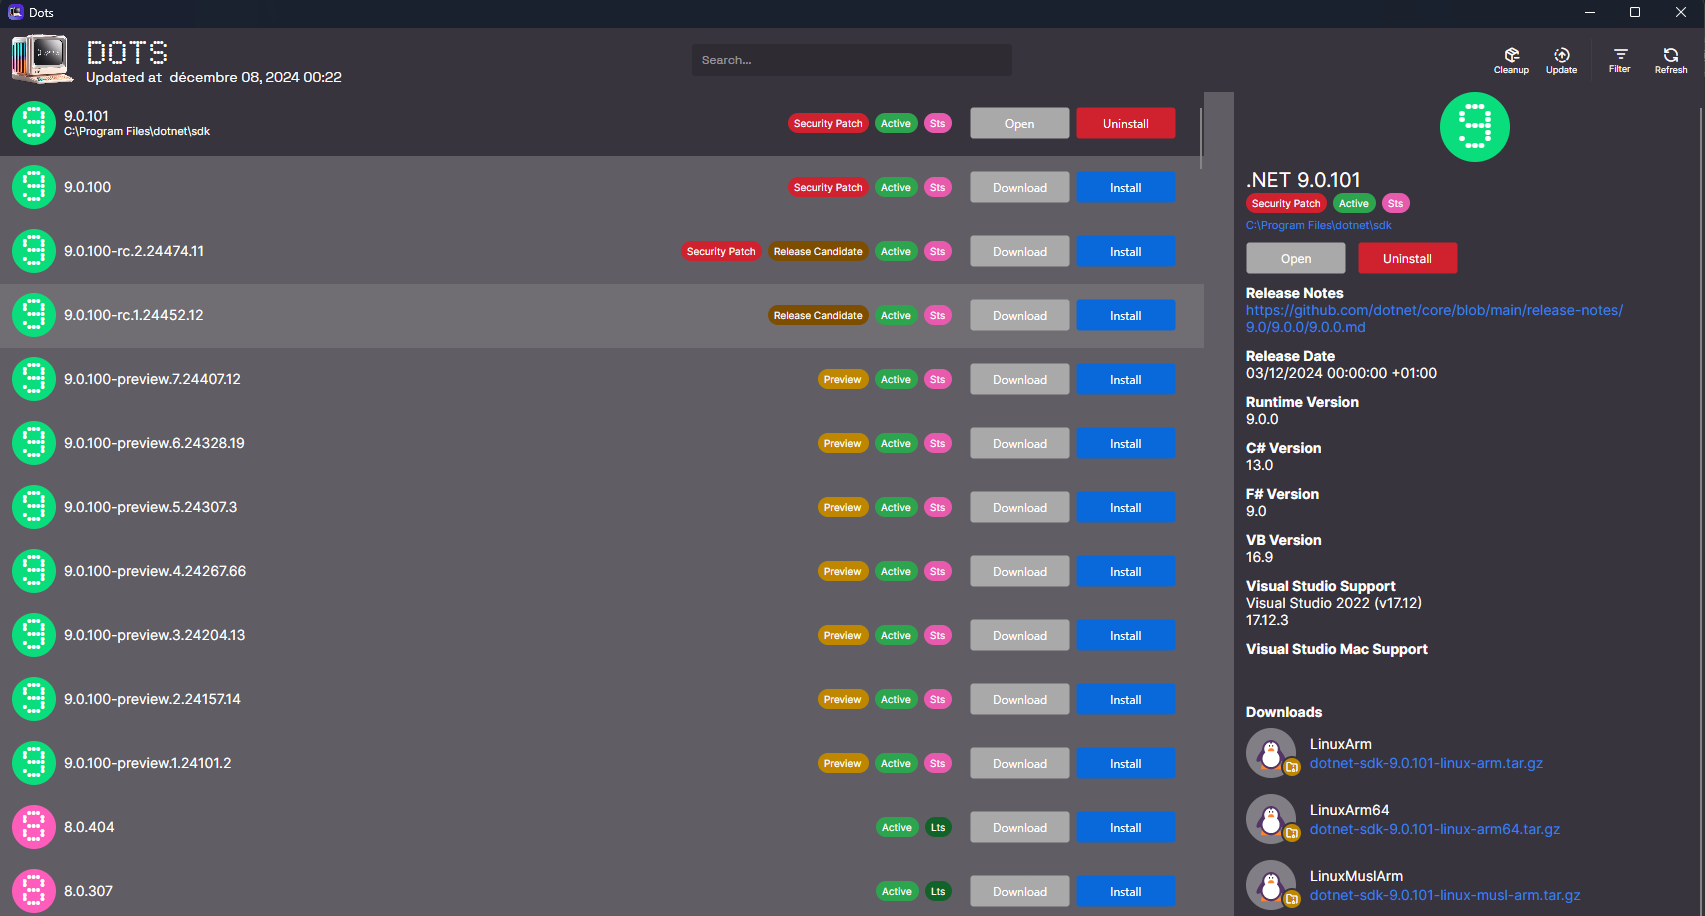 Dots
DOTS
Updated at décembre 08, 2024 00:22
Search...
Cleanup
Update
Filter
Refresh
9.0.101
C:\Program Files\dotnet\sdk
Security Patch Active Sts Open Uninstall
9.0.100 Security Patch Active Sts Download Install
9.0.100-rc.2.24474.11 Security Patch Release Candidate Active Sts Download Install
9.0.100-rc.1.24452.12 Release Candidate Active Sts Download Install
9.0.100-preview.7.24407.12 Preview Active Sts Download Install
9.0.100-preview.6.24328.19 Preview Active Sts Download Install
9.0.100-preview.5.24307.3 Preview Active Sts Download Install
9.0.100-preview.4.24267.66 Preview Active Sts Download Install
9.0.100-preview.3.24204.13 Preview Active Sts Download Install
9.0.100-preview.2.24157.14 Preview Active Sts Download Install
9.0.100-preview.1.24101.2 Preview Active Sts Download Install
8.0.404 Active Lts Download Install
8.0.307 Active Lts Download Install
.NET 9.0.101
Security Patch Active Sts
C:\Program Files\dotnet\sdk
Open Uninstall
Release Notes
https://github.com/dotnet/core/blob/main/release-notes/
9.0/9.0.0/9.0.0.md
Release Date
03/12/2024 00:00:00 +01:00
Runtime Version
9.0.0
C# Version
13.0
F# Version
9.0
VB Version
16.9
Visual Studio Support
Visual Studio 2022 (v17.12)
17.12.3
Visual Studio Mac Support
Downloads
LinuxArm
dotnet-sdk-9.0.101-linux-arm.tar.gz
LinuxArm64
dotnet-sdk-9.0.101-linux-arm64.tar.gz
LinuxMuslArm
dotnet-sdk-9.0.101-linux-musl-arm.tar.gz